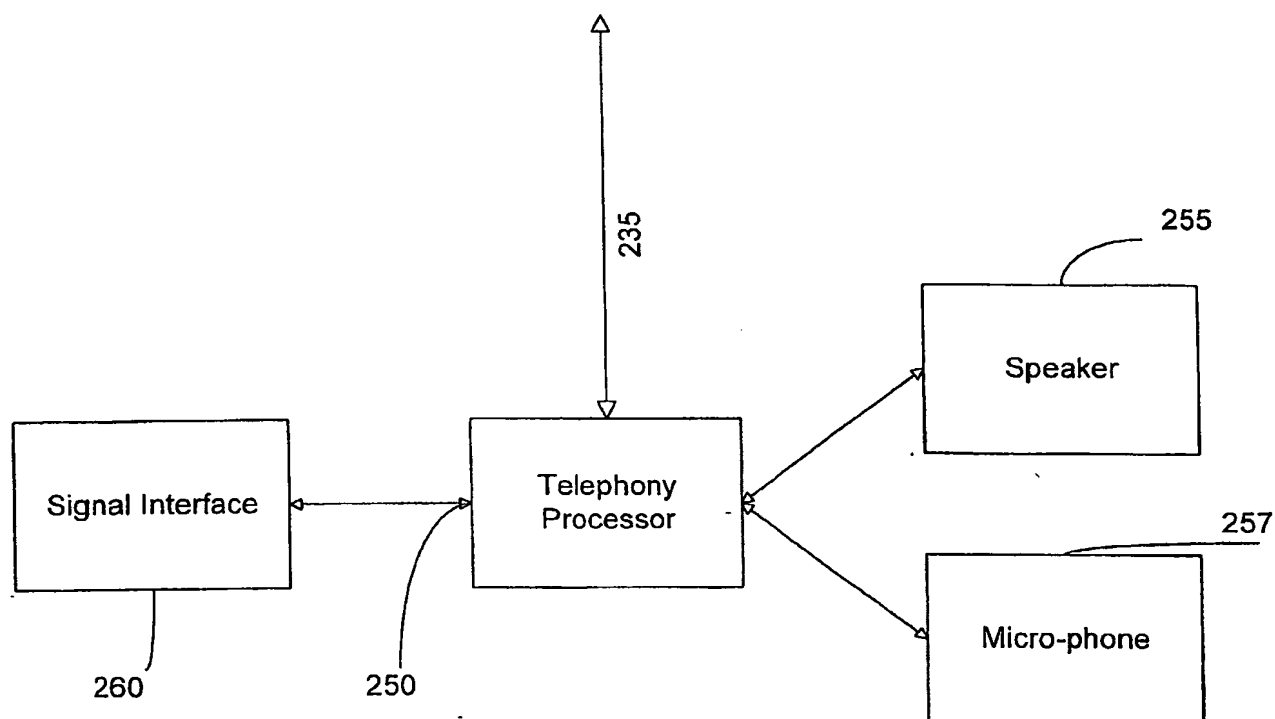 235
255
Speaker
Signal Interface
Telephony
Processor
257
Micro-phone
260
250